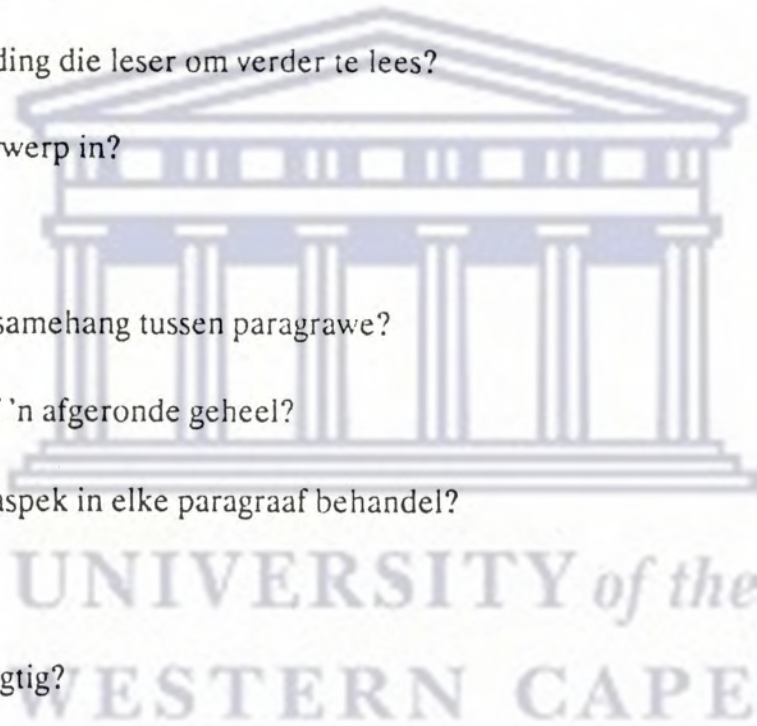 ding die leser om verder te lees?
werp in?
samehang tussen paragrawe?
'n afgeronde geheel?
aspek in elke paragraaf behandel?
UNIVERSITY of the
gtig?
WESTERN CAPE